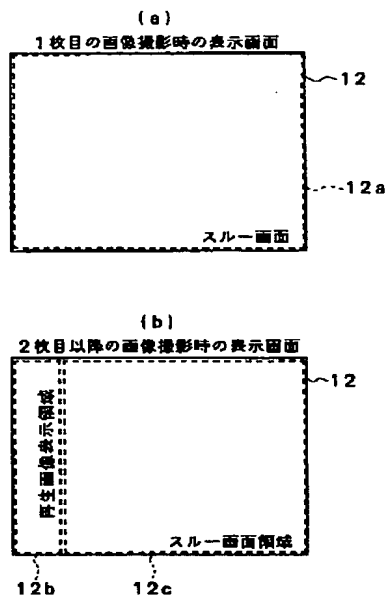 (a)
1枚目の画像撮影時の表示画面
12
12a
スルー画面
(b)
2枚目以降の画像撮影時の表示画面
12
再生画像表示領域
スルー画面領域
12b
12c